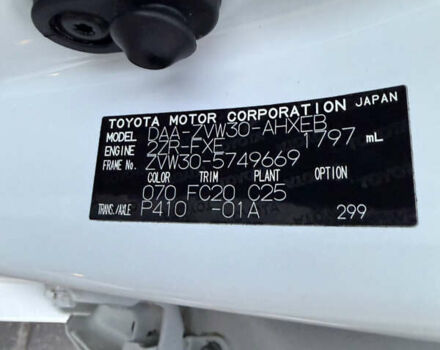 TOYOTA MOTOR CORPORATION JAPAN
MODEL DAA-ZVW30-AHXEB
ENGINE 2ZR-FXE 1797 mL
FRAME No. ZVW30-5749669
COLOR TRIM PLANT OPTION
070 FC20 C25
TRANS./AXLE P410 -01A 299